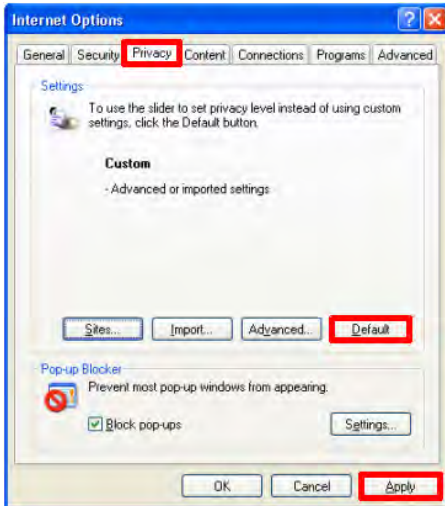 Internet Options
General Security Privacy Content Connections Programs Advanced
Settings
To use the slider to set privacy level instead of using custom
settings, click the Default button.
Custom
- Advanced or imported settings
Sites... Import... Advanced... Default
Pop-up Blocker
Prevent most pop-up windows from appearing.
Block pop-ups Settings...
OK Cancel Apply